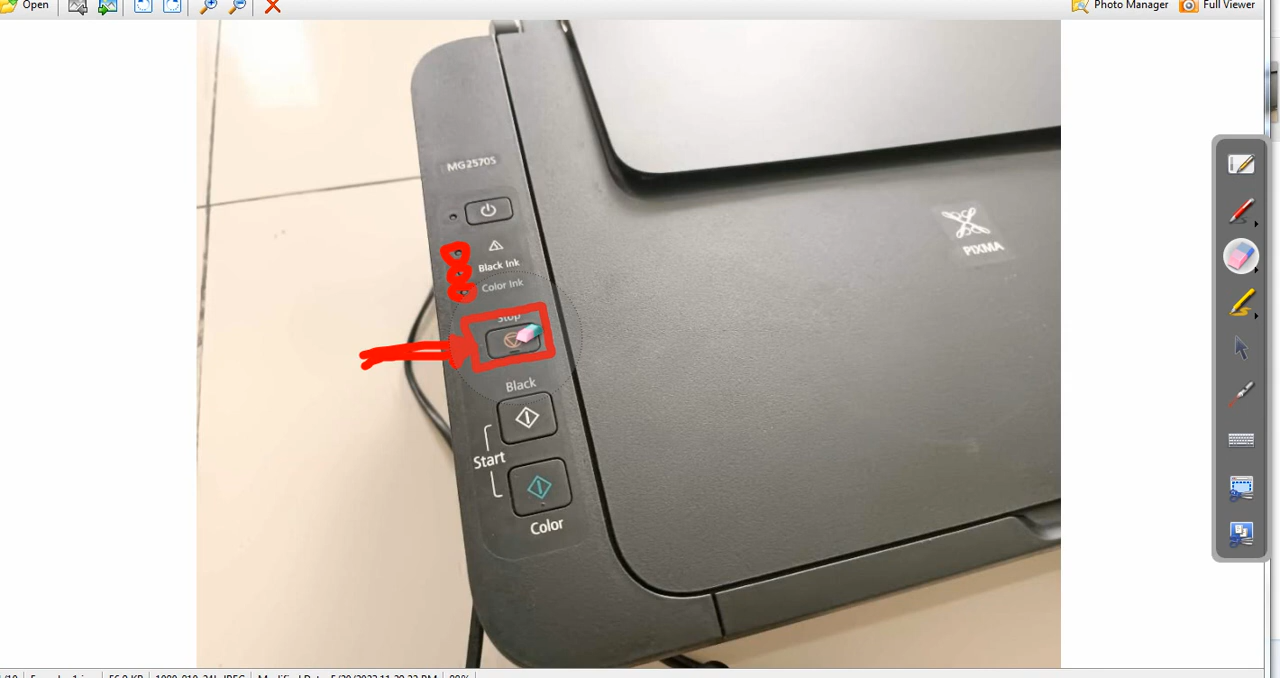 Open
Photo Manager
Full Viewer
MG2570S
Black Ink
Color Ink
Stop
PIXMA
Black
Start
Color